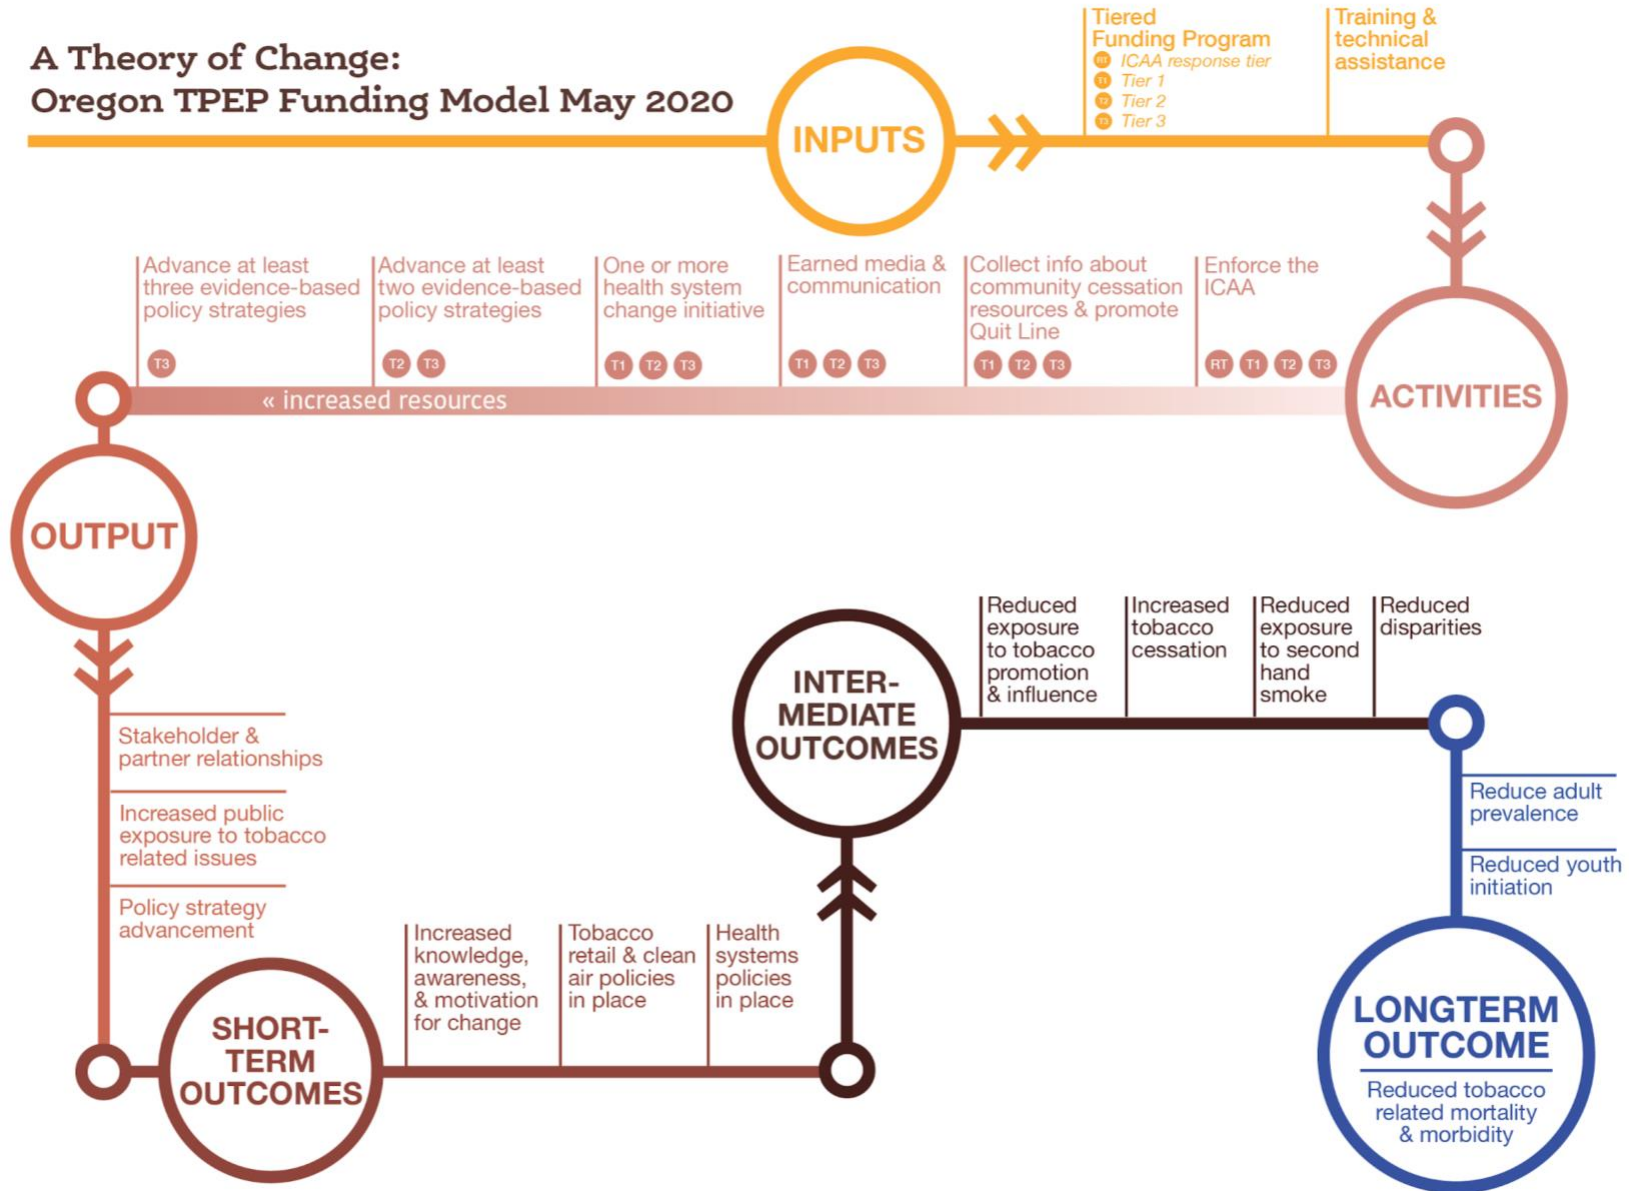 A Theory of Change:
Oregon TPEP Funding Model May 2020
INPUTS
Tiered
Funding Program
RT ICAA response tier
T1 Tier 1
T2 Tier 2
T3 Tier 3
Training &
technical
assistance
ACTIVITIES
Enforce the
ICAA
RT T1 T2 T3
Collect info about
community cessation
resources & promote
Quit Line
T1 T2 T3
Earned media &
communication
T1 T2 T3
One or more
health system
change initiative
T1 T2 T3
Advance at least
two evidence-based
policy strategies
T2 T3
Advance at least
three evidence-based
policy strategies
T3
« increased resources
OUTPUT
Stakeholder &
partner relationships
Increased public
exposure to tobacco
related issues
Policy strategy
advancement
SHORT-
TERM
OUTCOMES
Increased
knowledge,
awareness,
& motivation
for change
Tobacco
retail & clean
air policies
in place
Health
systems
policies
in place
INTER-
MEDIATE
OUTCOMES
Reduced
exposure
to tobacco
promotion
& influence
Increased
tobacco
cessation
Reduced
exposure
to second
hand
smoke
Reduced
disparities
Reduce adult
prevalence
Reduced youth
initiation
LONGTERM
OUTCOME
Reduced tobacco
related mortality
& morbidity